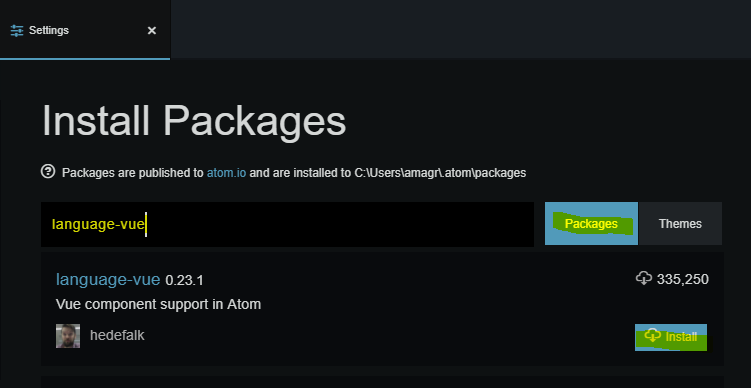 Settings
Install Packages
Packages are published to atom.io and are installed to C:\Users\amagr\.atom\packages
language-vue
Packages
Themes
language-vue 0.23.1
335,250
Vue component support in Atom
hedefalk
Install